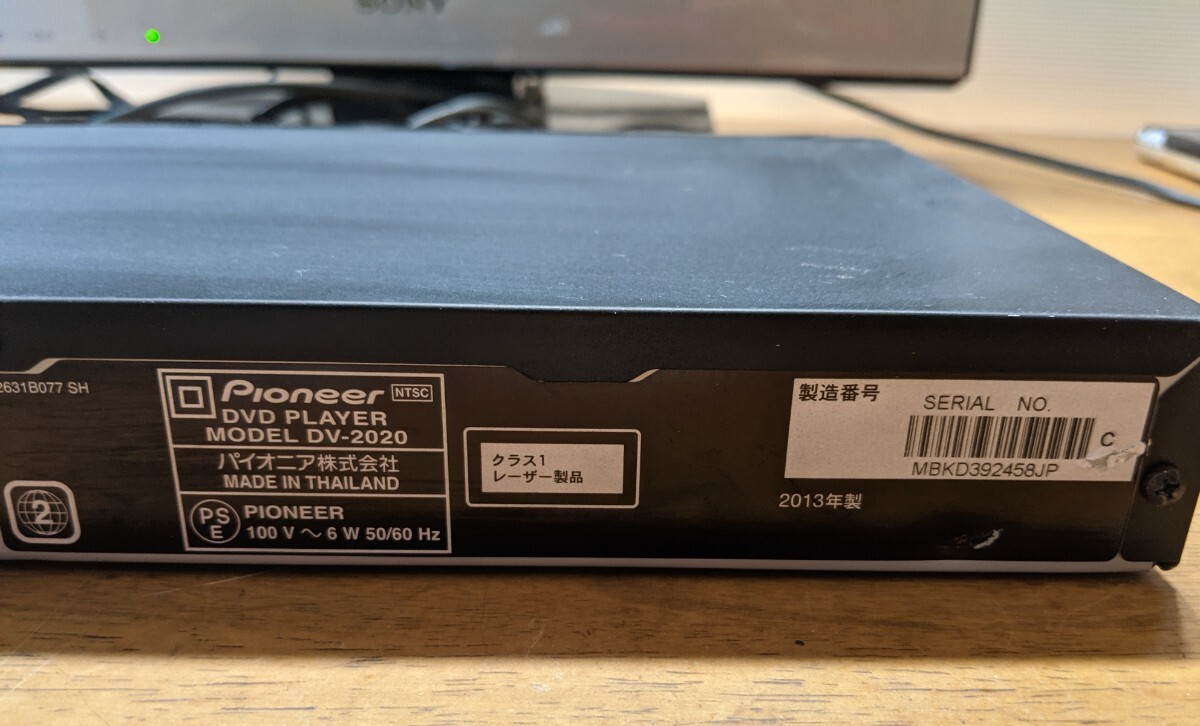 SONY
2631B077 SH
2
Pioneer NTSC
DVD PLAYER
MODEL DV-2020
パイオニア株式会社
MADE IN THAILAND
PS
E
PIONEER
100 V ～ 6 W 50/60 Hz
クラス1
レーザー製品
製造番号
SERIAL NO.
C
MBKD392458JP
2013年製